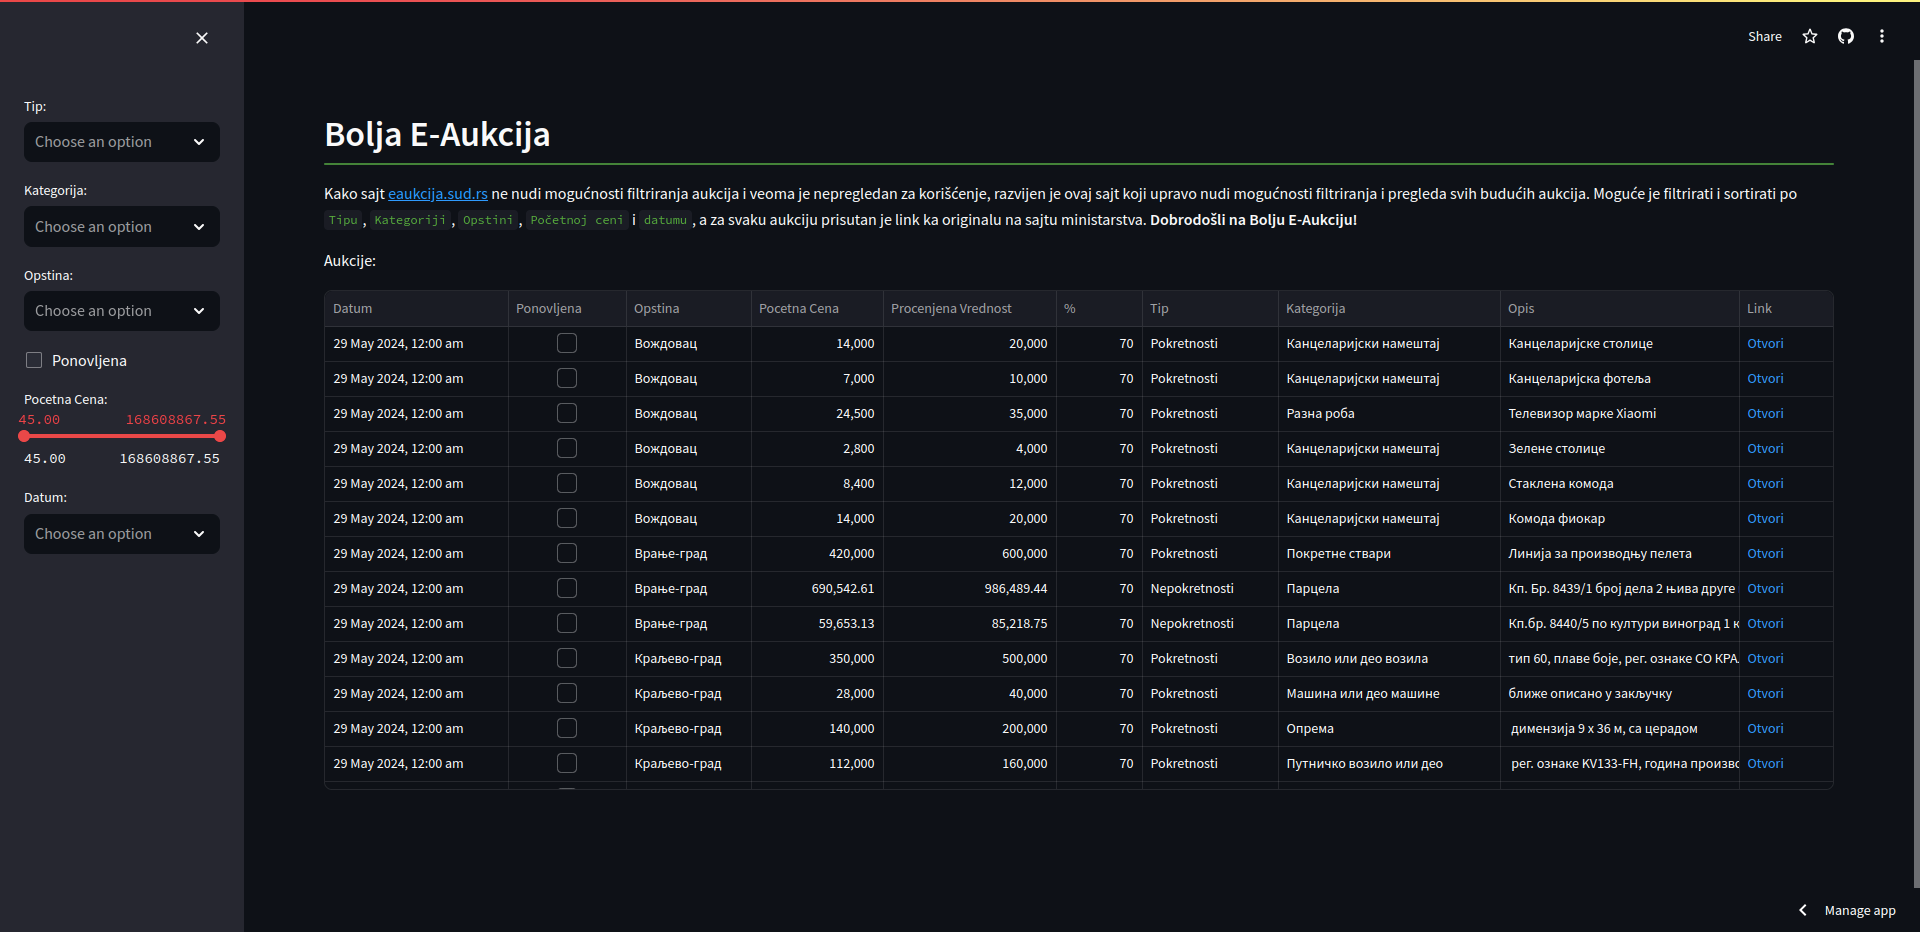 Share
Tip:
Choose an option
Kategorija:
Choose an option
Opstina:
Choose an option
Ponovljena
Pocetna Cena:
45.00 168608867.55
45.00 168608867.55
Datum:
Choose an option
Bolja E-Aukcija
Kako sajt eaukcija.sud.rs ne nudi mogućnosti filtriranja aukcija i veoma je nepregledan za korišćenje, razvijen je ovaj sajt koji upravo nudi mogućnosti filtriranja i pregleda svih budućih aukcija. Moguće je filtrirati i sortirati po
Tipu, Kategoriji, Opstini, Početnoj ceni i datumu, a za svaku aukciju prisutan je link ka originalu na sajtu ministarstva. Dobrodošli na Bolju E-Aukciju!
Aukcije:
Datum Ponovljena Opstina Pocetna Cena Procenjena Vrednost % Tip Kategorija Opis Link
29 May 2024, 12:00 am Вождовац 14,000 20,000 70 Pokretnosti Канцеларијски намештај Канцеларијске столице Otvori
29 May 2024, 12:00 am Вождовац 7,000 10,000 70 Pokretnosti Канцеларијски намештај Канцеларијска фотеља Otvori
29 May 2024, 12:00 am Вождовац 24,500 35,000 70 Pokretnosti Разна роба Телевизор марке Xiaomi Otvori
29 May 2024, 12:00 am Вождовац 2,800 4,000 70 Pokretnosti Канцеларијски намештај Зелене столице Otvori
29 May 2024, 12:00 am Вождовац 8,400 12,000 70 Pokretnosti Канцеларијски намештај Стаклена комода Otvori
29 May 2024, 12:00 am Вождовац 14,000 20,000 70 Pokretnosti Канцеларијски намештај Комода фиокар Otvori
29 May 2024, 12:00 am Врање-град 420,000 600,000 70 Pokretnosti Покретне ствари Линија за производњу пелета Otvori
29 May 2024, 12:00 am Врање-град 690,542.61 986,489.44 70 Nepokretnosti Парцела Кп. Бр. 8439/1 број дела 2 њива друге Otvori
29 May 2024, 12:00 am Врање-град 59,653.13 85,218.75 70 Nepokretnosti Парцела Кп.бр. 8440/5 по култури виноград 1 к Otvori
29 May 2024, 12:00 am Краљево-град 350,000 500,000 70 Pokretnosti Возило или део возила тип 60, плаве боје, рег. ознаке СО КРА Otvori
29 May 2024, 12:00 am Краљево-град 28,000 40,000 70 Pokretnosti Машина или део машине ближе описано у закључку Otvori
29 May 2024, 12:00 am Краљево-град 140,000 200,000 70 Pokretnosti Опрема димензија 9 х 36 м, са церадом Otvori
29 May 2024, 12:00 am Краљево-град 112,000 160,000 70 Pokretnosti Путничко возило или део рег. ознаке KV133-FH, година произво Otvori
Manage app